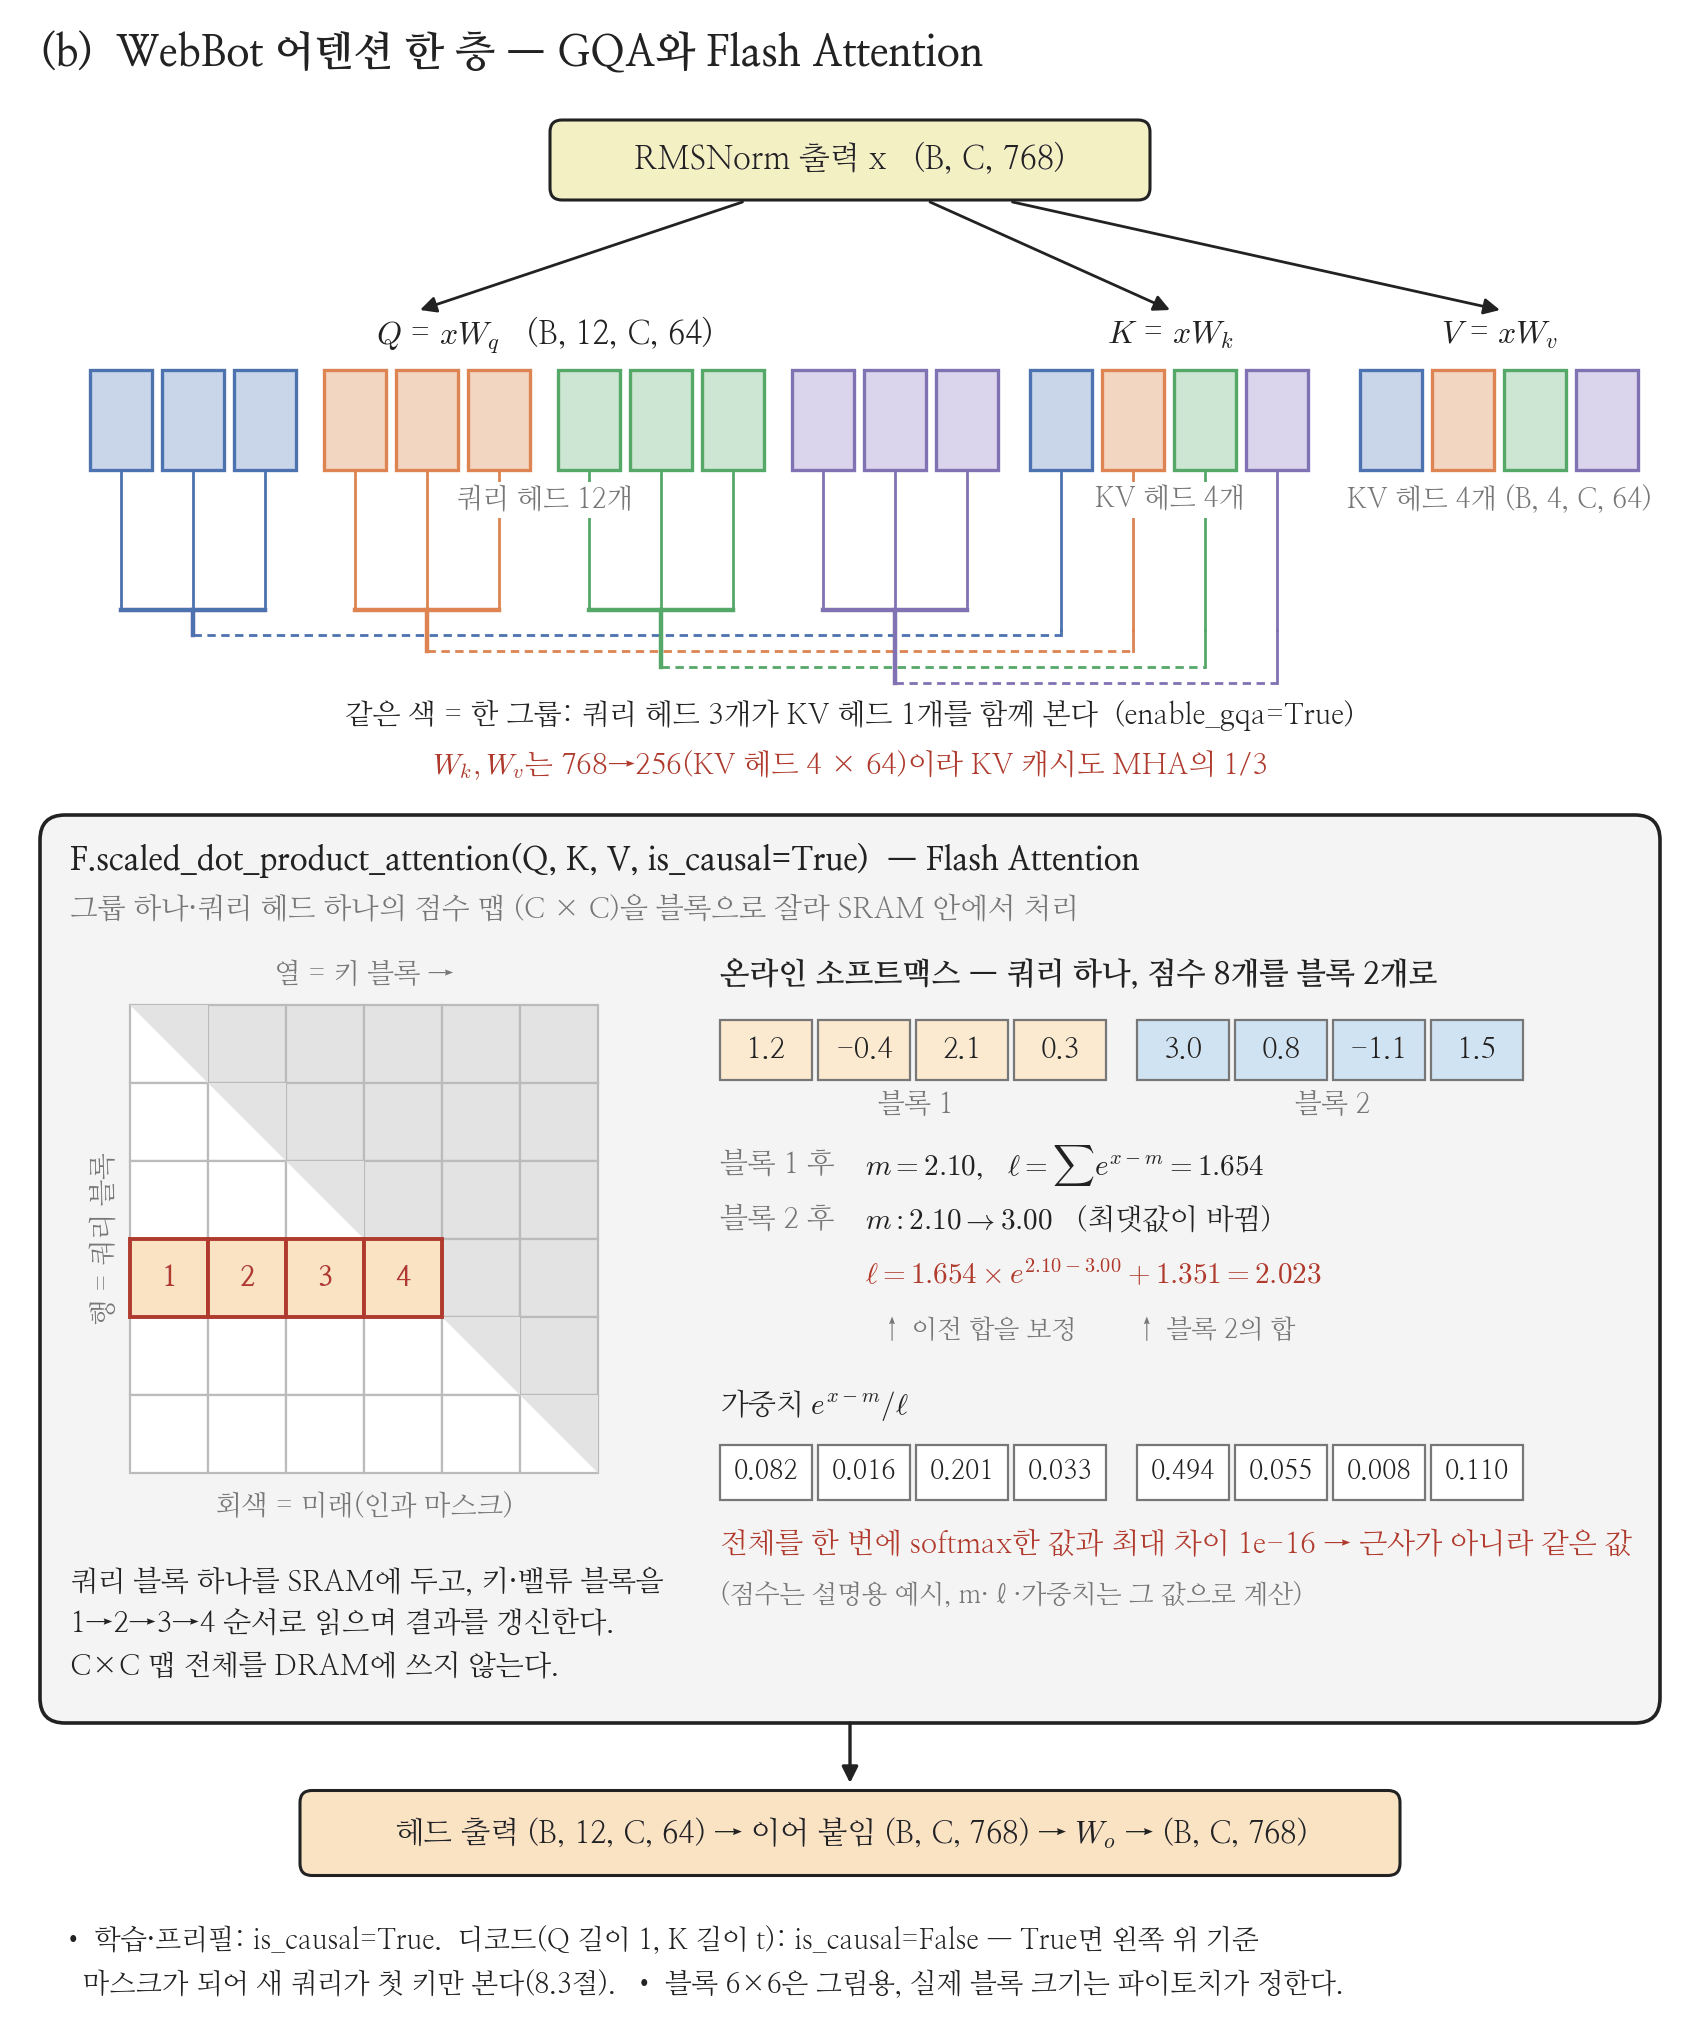 (b) WebBot 어텐션 한 층 — GQA와 Flash Attention
RMSNorm 출력 x (B, C, 768)
Q = xW_q (B, 12, C, 64)
K = xW_k
V = xW_v
쿼리 헤드 12개
KV 헤드 4개
KV 헤드 4개 (B, 4, C, 64)
같은 색 = 한 그룹: 쿼리 헤드 3개가 KV 헤드 1개를 함께 본다 (enable_gqa=True)
W_k, W_v는 768→256(KV 헤드 4 × 64)이라 KV 캐시도 MHA의 1/3
F.scaled_dot_product_attention(Q, K, V, is_causal=True) — Flash Attention
그룹 하나·쿼리 헤드 하나의 점수 맵 (C × C)을 블록으로 잘라 SRAM 안에서 처리
열 = 키 블록 →
행 = 쿼리 블록
1 2 3 4
회색 = 미래(인과 마스크)
쿼리 블록 하나를 SRAM에 두고, 키·밸류 블록을
1→2→3→4 순서로 읽으며 결과를 갱신한다.
C×C 맵 전체를 DRAM에 쓰지 않는다.
온라인 소프트맥스 — 쿼리 하나, 점수 8개를 블록 2개로
1.2 −0.4 2.1 0.3 3.0 0.8 −1.1 1.5
블록 1
블록 2
블록 1 후 m = 2.10, ℓ = ∑e^{x−m} = 1.654
블록 2 후 m : 2.10 → 3.00 (최댓값이 바뀜)
ℓ = 1.654 × e^{2.10−3.00} + 1.351 = 2.023
↑ 이전 합을 보정 ↑ 블록 2의 합
가중치 e^{x−m}/ℓ
0.082 0.016 0.201 0.033 0.494 0.055 0.008 0.110
전체를 한 번에 softmax한 값과 최대 차이 1e−16 → 근사가 아니라 같은 값
(점수는 설명용 예시, m·ℓ·가중치는 그 값으로 계산)
헤드 출력 (B, 12, C, 64) → 이어 붙임 (B, C, 768) → W_o → (B, C, 768)
• 학습·프리필: is_causal=True. 디코드(Q 길이 1, K 길이 t): is_causal=False — True면 왼쪽 위 기준
마스크가 되어 새 쿼리가 첫 키만 본다(8.3절). • 블록 6×6은 그림용, 실제 블록 크기는 파이토치가 정한다.